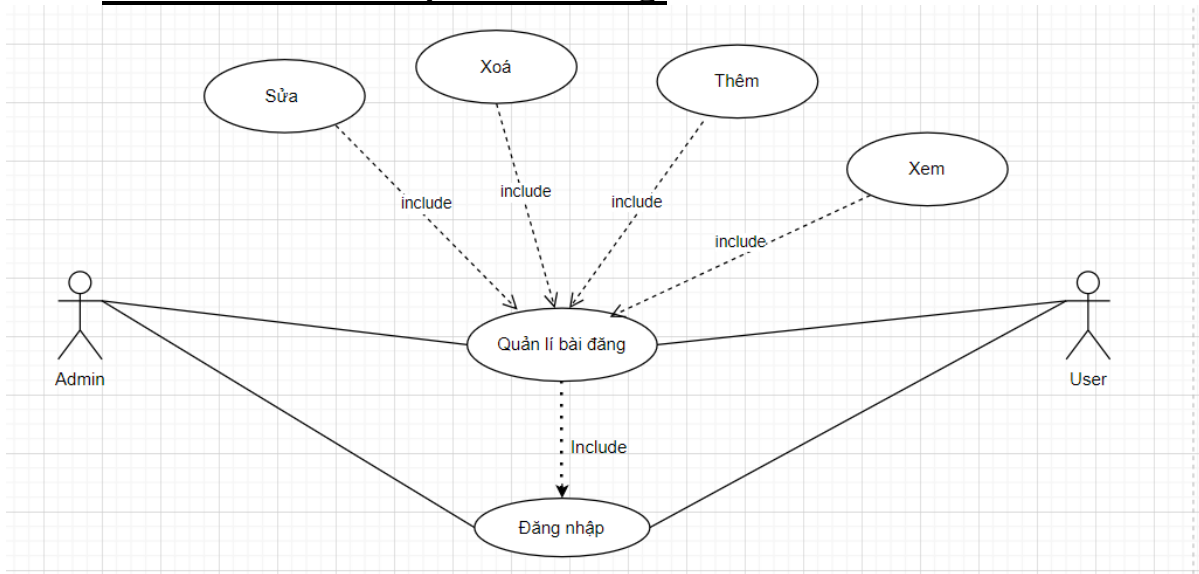 Xoá
Thêm
Sửa
Xem
include
include
include
include
Quản lí bài đăng
Admin
User
Include
Đăng nhập